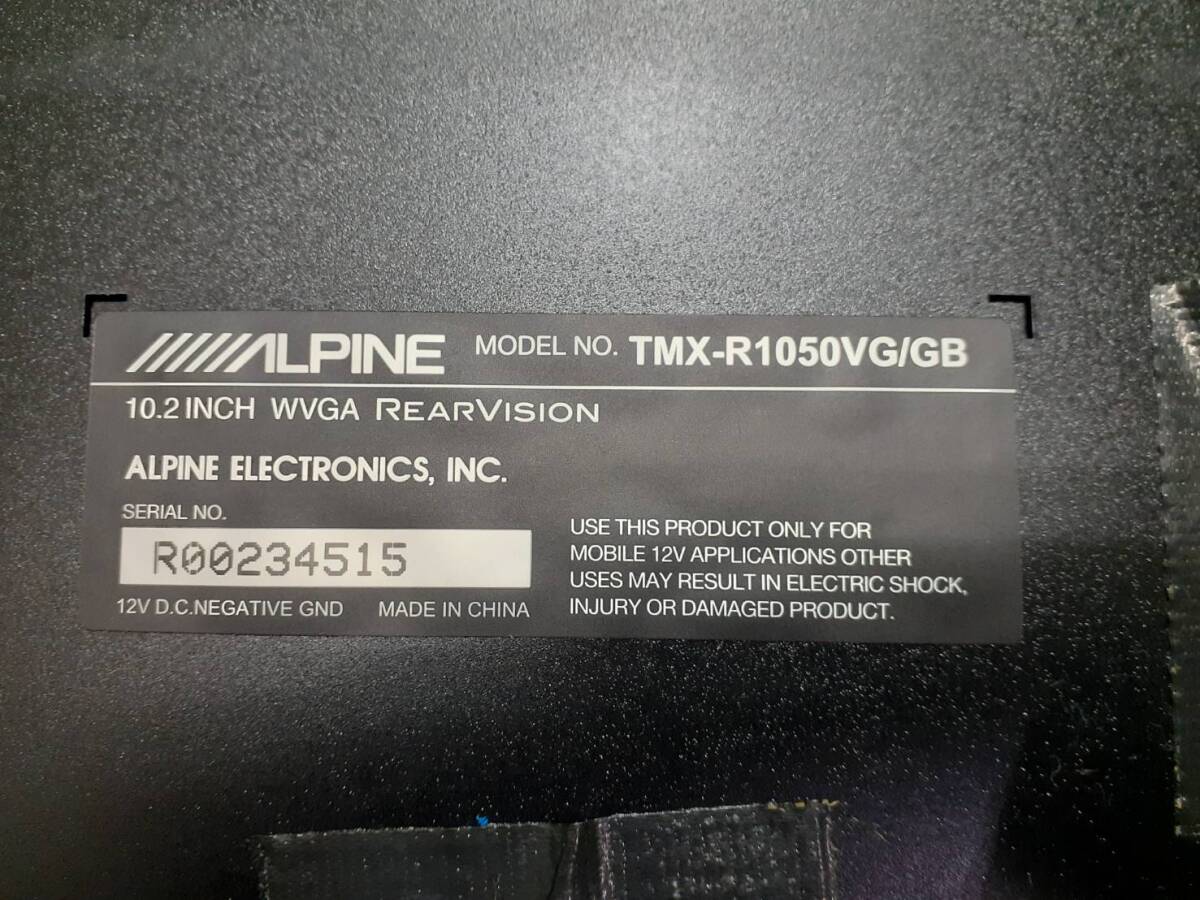 ALPINE MODEL NO. TMX-R1050VG/GB
10.2 INCH WVGA REARVISION
ALPINE ELECTRONICS, INC.
SERIAL NO.
R00234515
12V D.C.NEGATIVE GND MADE IN CHINA
USE THIS PRODUCT ONLY FOR
MOBILE 12V APPLICATIONS OTHER
USES MAY RESULT IN ELECTRIC SHOCK,
INJURY OR DAMAGED PRODUCT.